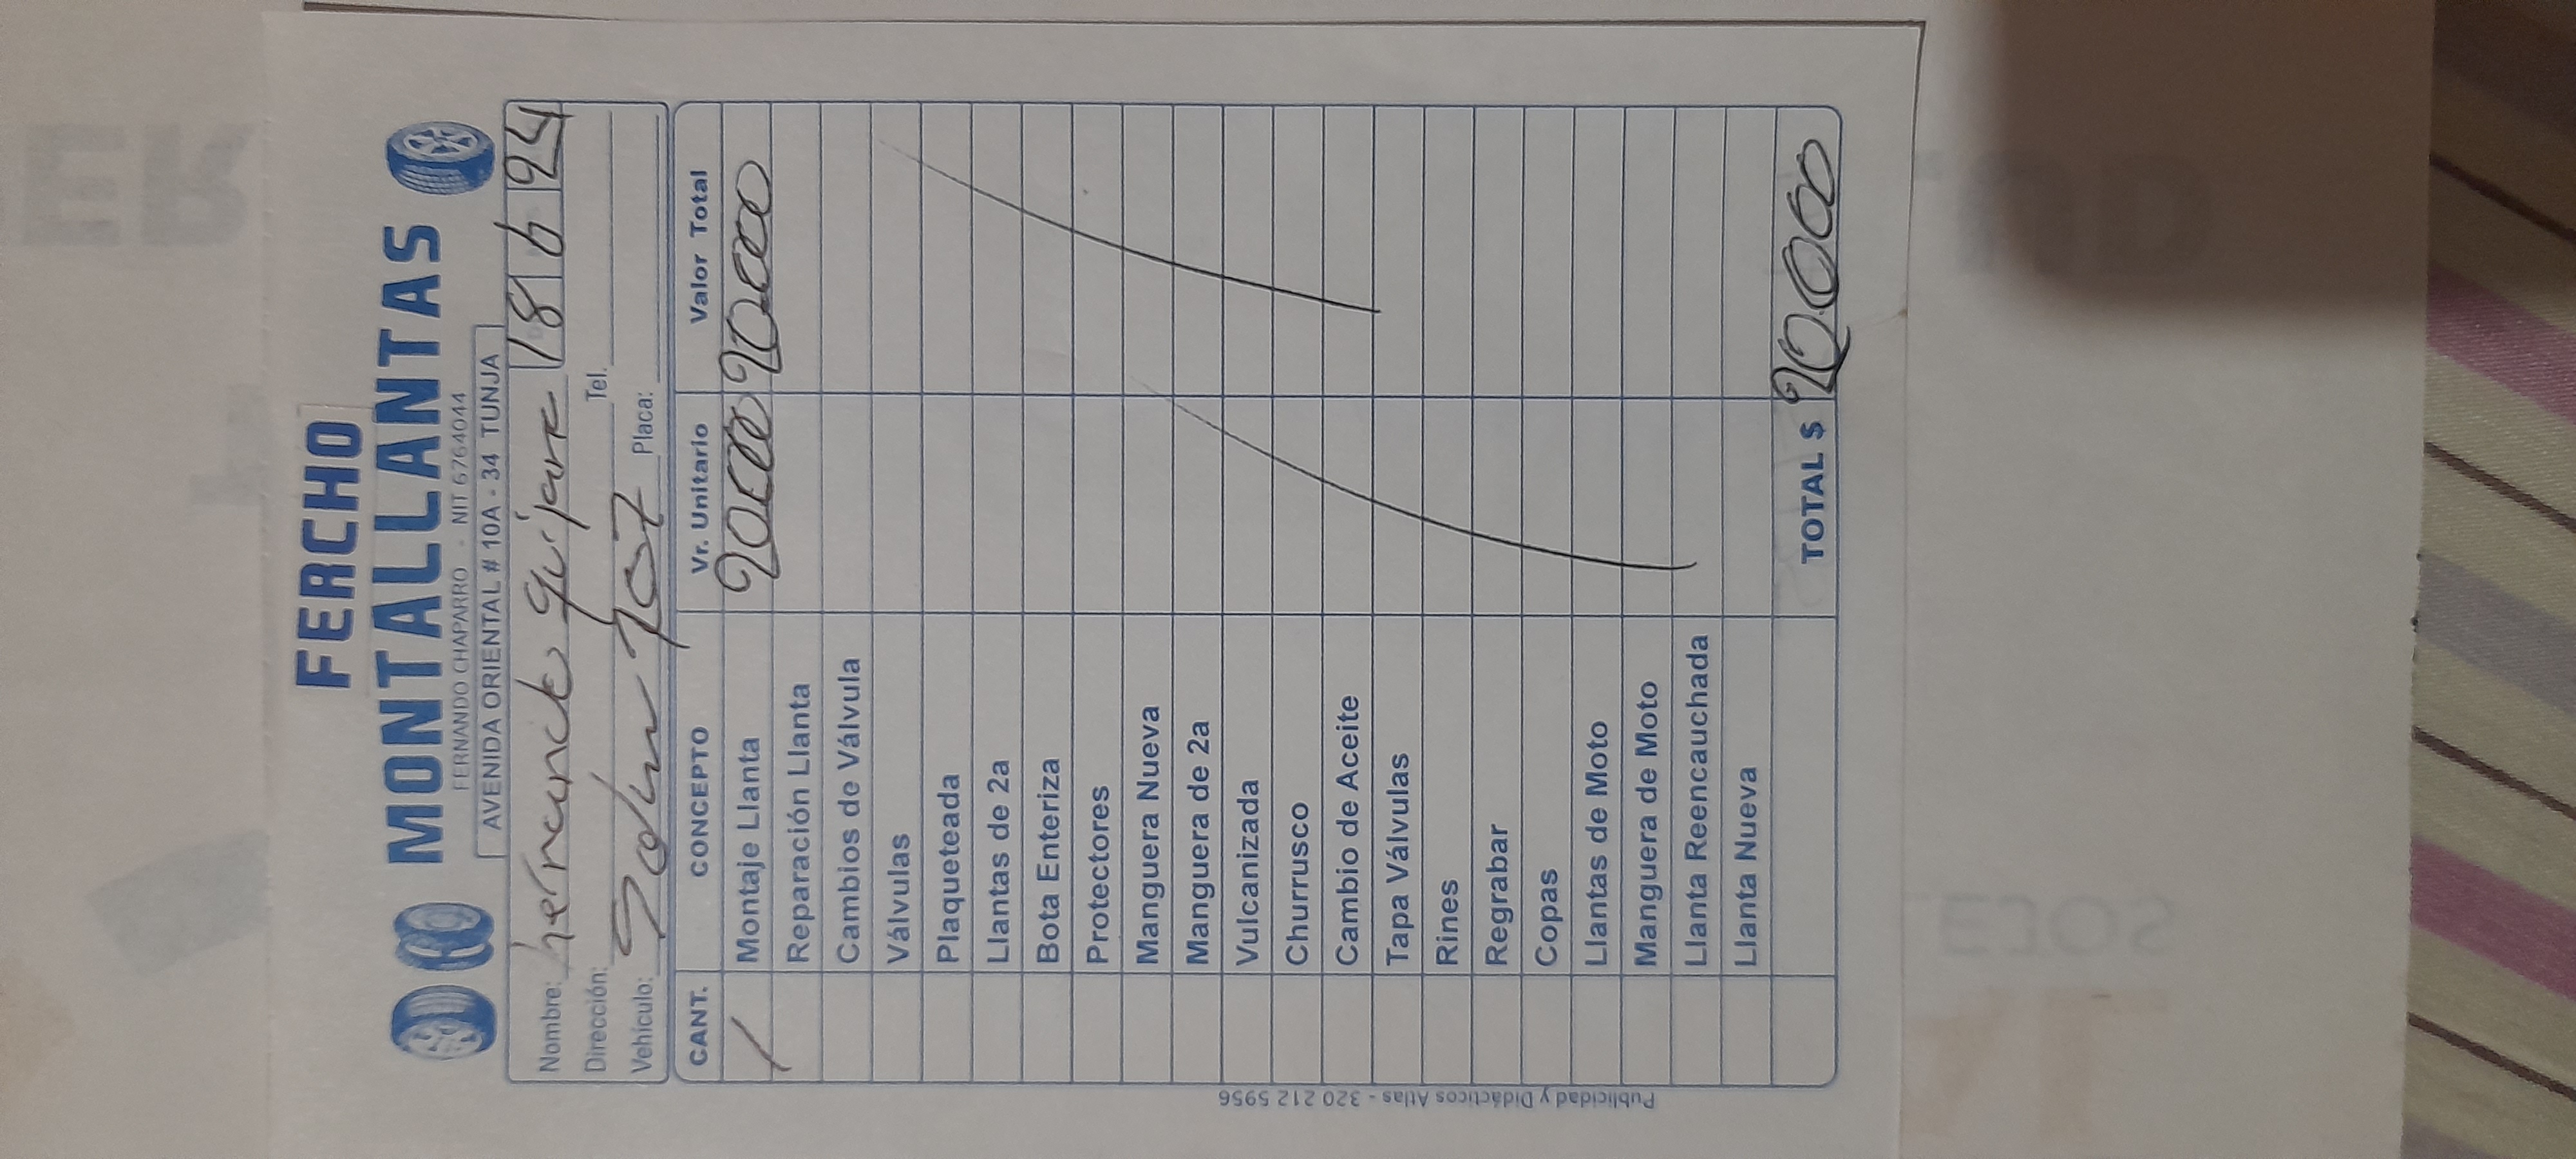 FERCHO
MONTALLANTAS
FERNANDO CHAPARRO - NIT 6764044
AVENIDA ORIENTAL # 10A - 34 TUNJA
Nombre: hernando quijano 18 6 24
Dirección: Tel.
Vehículo: Placa:
CANT. CONCEPTO Vr. Unitario Valor Total
1 Montaje Llanta 20000 20000
Reparación Llanta
Cambios de Válvula
Válvulas
Plaqueteada
Llantas de 2a
Bota Enteriza
Protectores
Manguera Nueva
Manguera de 2a
Vulcanizada
Churrusco
Cambio de Aceite
Tapa Válvulas
Rines
Regrabar
Copas
Llantas de Moto
Manguera de Moto
Llanta Reencauchada
Llanta Nueva
TOTAL $ 20000
Publicidad y Didácticos Atlas - 320 212 5956